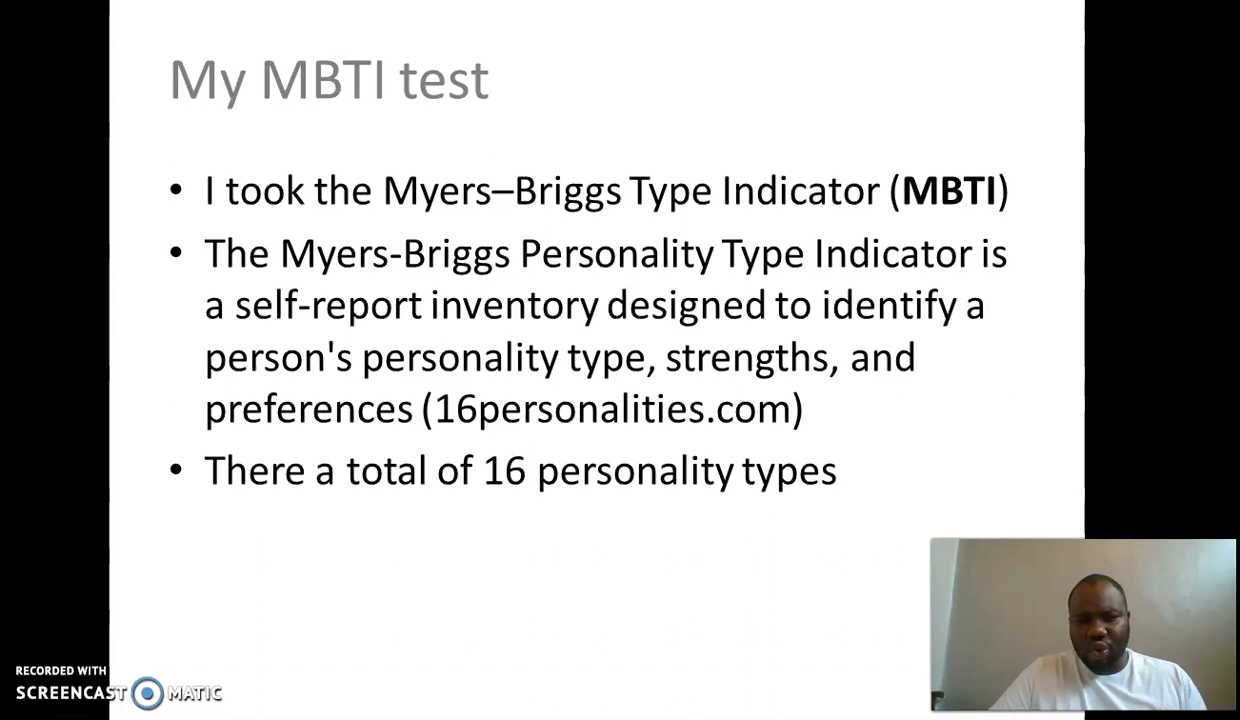 My MBTI test
• I took the Myers–Briggs Type Indicator (MBTI)
• The Myers-Briggs Personality Type Indicator is
a self-report inventory designed to identify a
person's personality type, strengths, and
preferences (16personalities.com)
• There a total of 16 personality types
RECORDED WITH
SCREENCAST MATIC